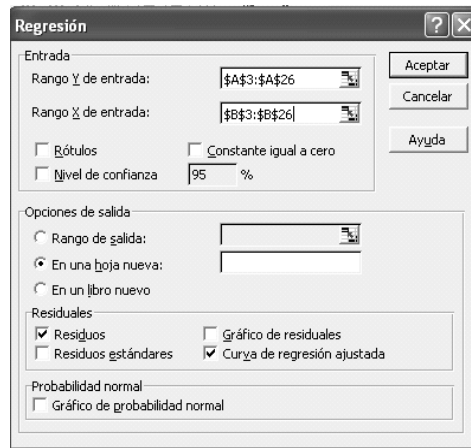 Regresión
Entrada
Rango Y de entrada: $A$3:$A$26
Rango X de entrada: $B$3:$B$26
Rótulos Constante igual a cero
Nivel de confianza 95 %
Aceptar
Cancelar
Ayuda
Opciones de salida
Rango de salida:
En una hoja nueva:
En un libro nuevo
Residuales
Residuos Gráfico de residuales
Residuos estándares Curva de regresión ajustada
Probabilidad normal
Gráfico de probabilidad normal